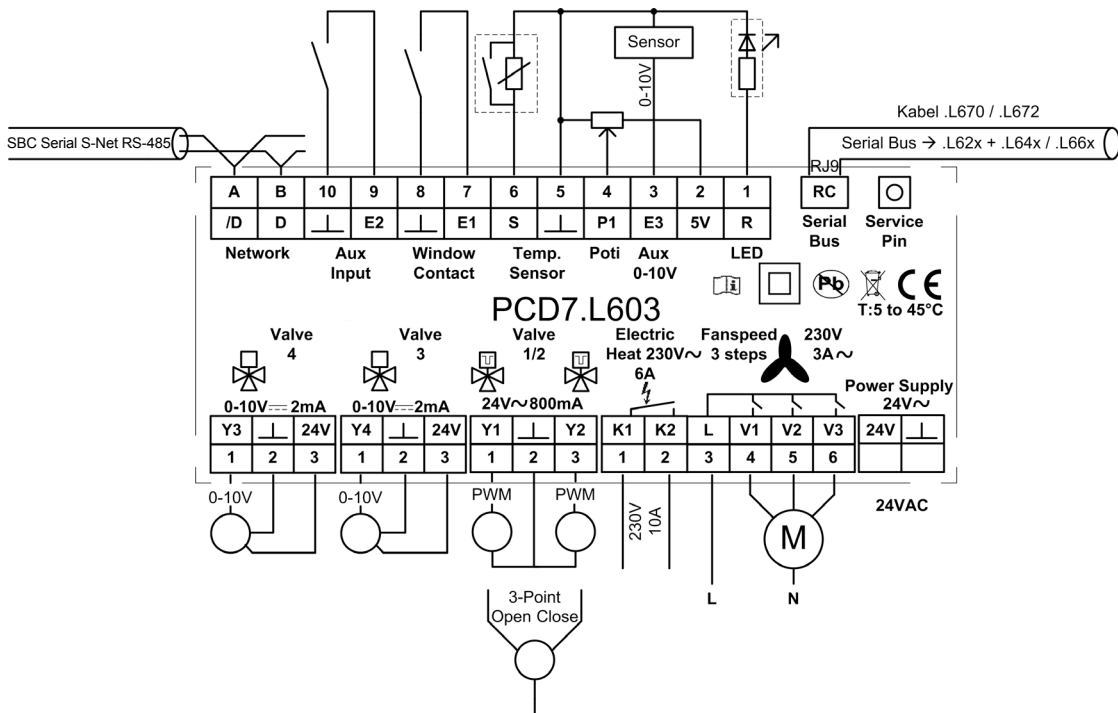 Sensor
0-10V
Kabel .L670 / .L672
SBC Serial S-Net RS-485
Serial Bus → .L62x + .L64x / .L66x
RJ9
A B 10 9 8 7 6 5 4 3 2 1 RC
/D D ⊥ E2 ⊥ E1 S ⊥ P1 E3 5V R
Serial Bus
Service Pin
Network
Aux Input
Window Contact
Temp. Sensor
Poti
Aux 0-10V
LED
Pb
CE
T:5 to 45°C
PCD7.L603
Valve 4
Valve 3
Valve 1/2
Electric Heat 230V~ 6A
Fanspeed 3 steps
230V 3A~
0-10V⎓2mA
0-10V⎓2mA
24V~800mA
Power Supply 24V~
Y3 ⊥ 24V
Y4 ⊥ 24V
Y1 ⊥ Y2
K1 K2 L V1 V2 V3
24V ⊥
1 2 3
1 2 3
1 2 3
1 2 3 4 5 6
0-10V
0-10V
PWM
PWM
230V
10A
24VAC
M
L
N
3-Point
Open Close